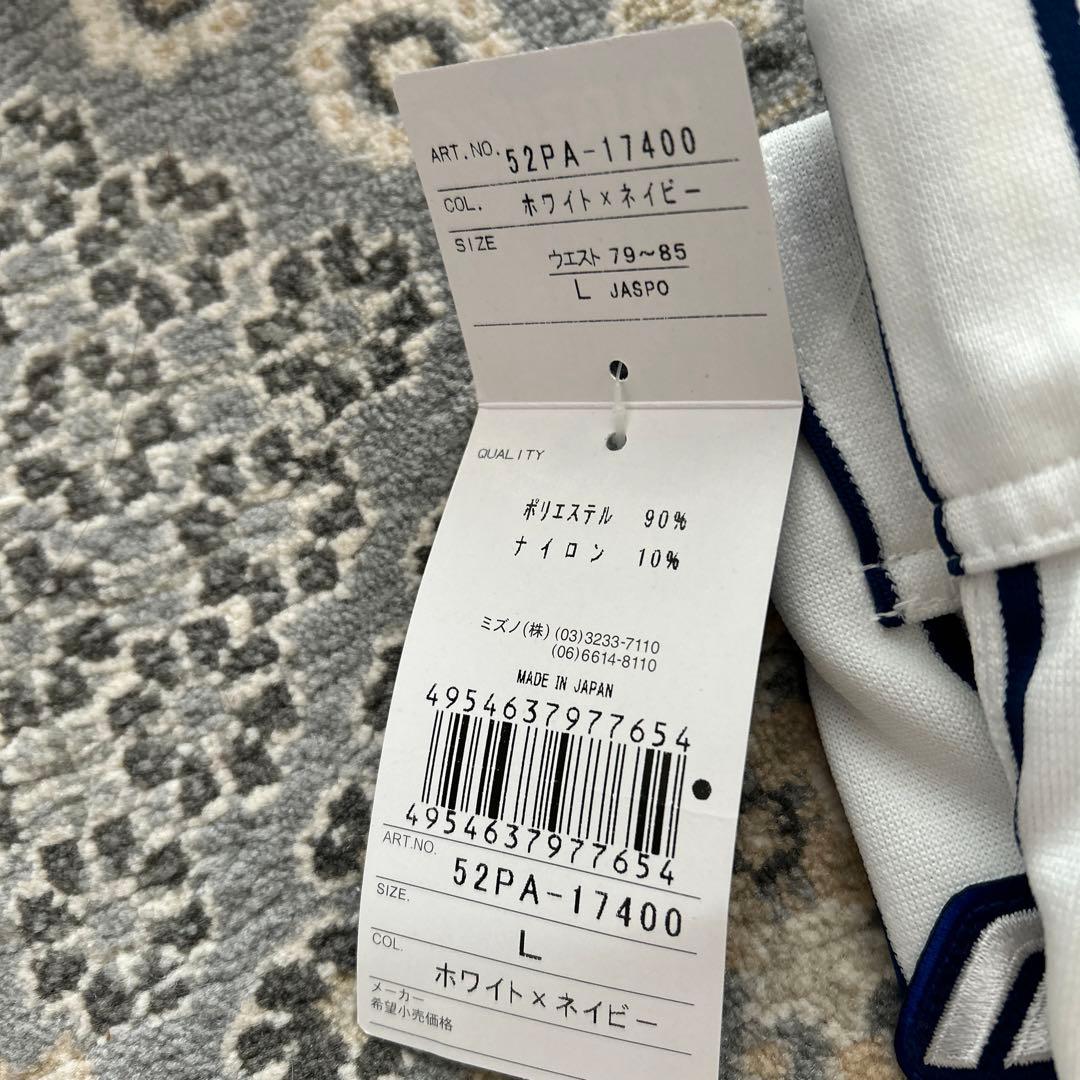 ART.NO. 52PA-17400
COL. ホワイト×ネイビー
SIZE ウエスト 79～85
L JASPO
QUALITY
ポリエステル 90%
ナイロン 10%
ミズノ(株) (03)3233-7110
(06)6614-8110
MADE IN JAPAN
4954637977654
4954637977654
ART.NO. 52PA-17400
SIZE. L
COL. ホワイト×ネイビー
メーカー
希望小売価格